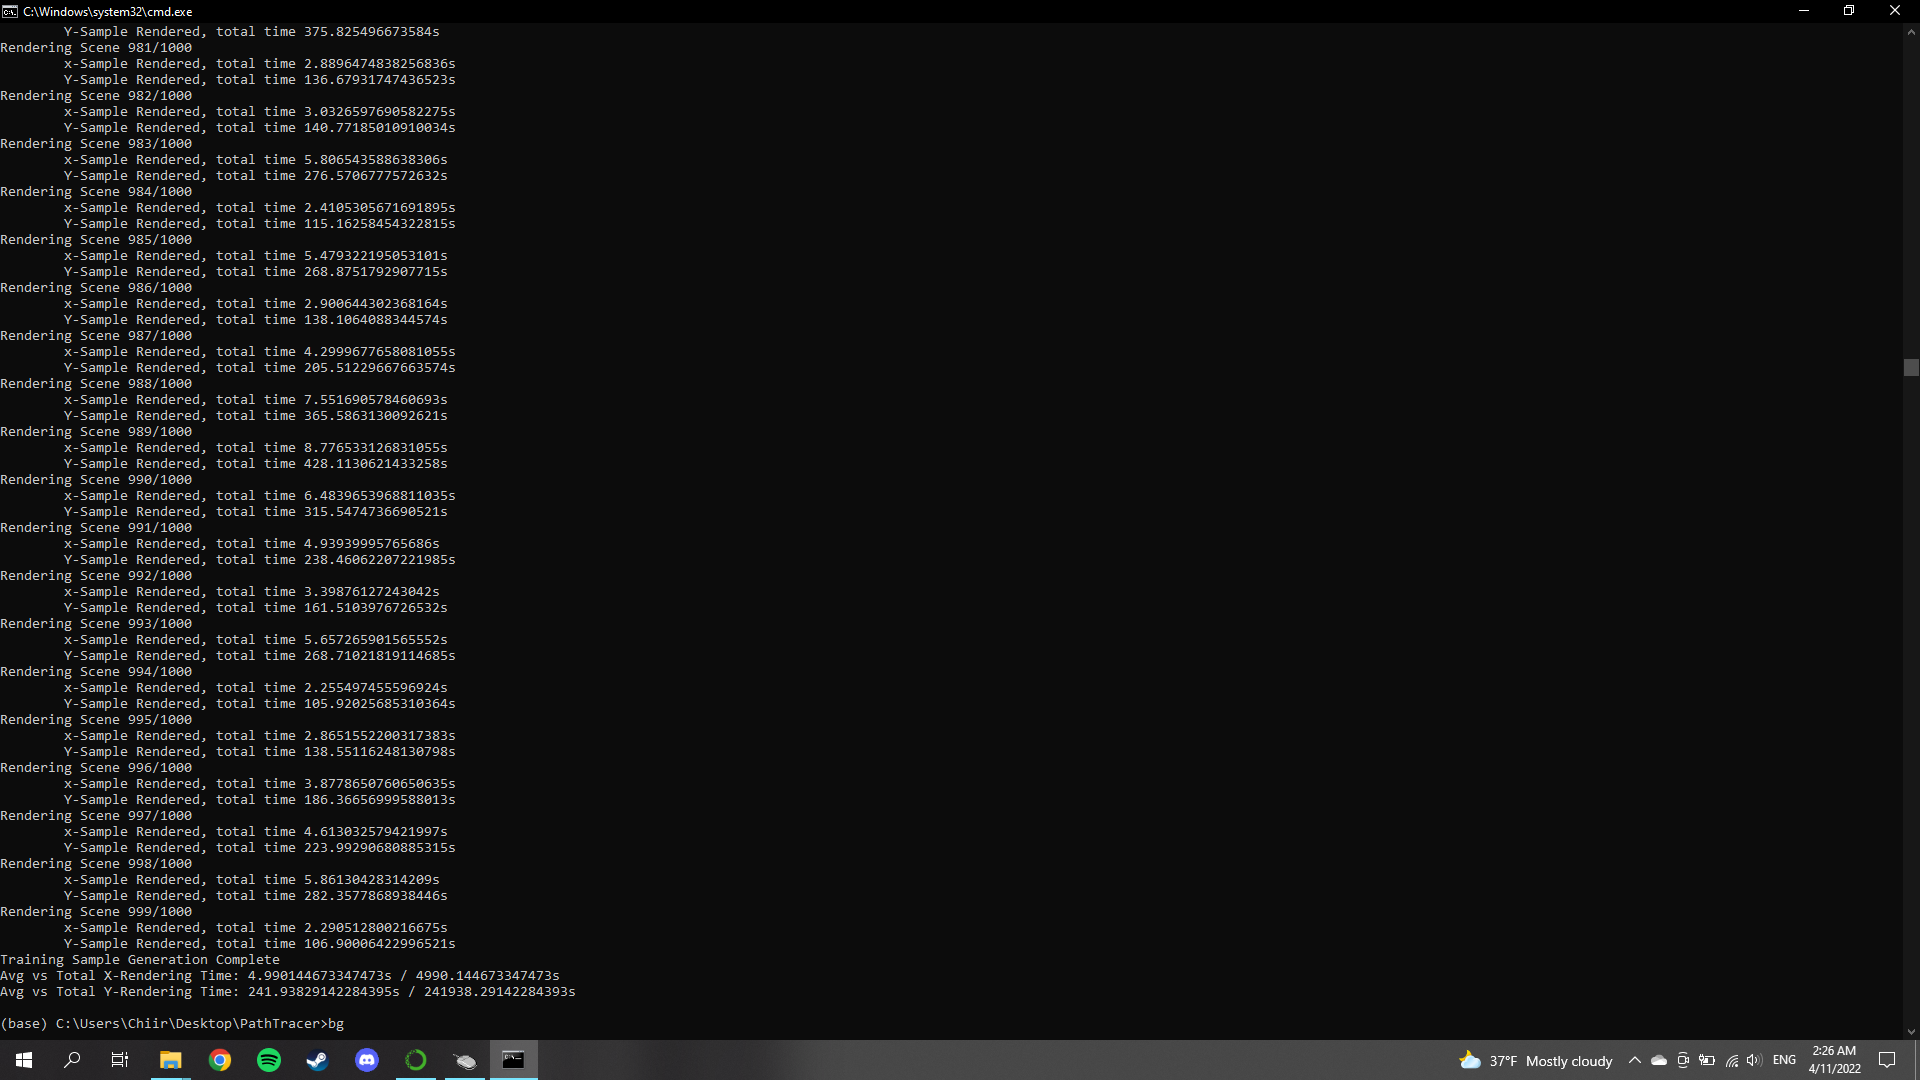 C:\Windows\system32\cmd.exe
Y-Sample Rendered, total time 375.825496673584s
Rendering Scene 981/1000
x-Sample Rendered, total time 2.8896474838256836s
Y-Sample Rendered, total time 136.67931747436523s
Rendering Scene 982/1000
x-Sample Rendered, total time 3.0326597690582275s
Y-Sample Rendered, total time 140.77185010910034s
Rendering Scene 983/1000
x-Sample Rendered, total time 5.806543588638306s
Y-Sample Rendered, total time 276.5706777572632s
Rendering Scene 984/1000
x-Sample Rendered, total time 2.4105305671691895s
Y-Sample Rendered, total time 115.16258454322815s
Rendering Scene 985/1000
x-Sample Rendered, total time 5.479322195053101s
Y-Sample Rendered, total time 268.8751792907715s
Rendering Scene 986/1000
x-Sample Rendered, total time 2.900644302368164s
Y-Sample Rendered, total time 138.1064088344574s
Rendering Scene 987/1000
x-Sample Rendered, total time 4.2999677658081055s
Y-Sample Rendered, total time 205.51229667663574s
Rendering Scene 988/1000
x-Sample Rendered, total time 7.551690578460693s
Y-Sample Rendered, total time 365.5863130092621s
Rendering Scene 989/1000
x-Sample Rendered, total time 8.776533126831055s
Y-Sample Rendered, total time 428.1130621433258s
Rendering Scene 990/1000
x-Sample Rendered, total time 6.4839653968811035s
Y-Sample Rendered, total time 315.5474736690521s
Rendering Scene 991/1000
x-Sample Rendered, total time 4.93939995765686s
Y-Sample Rendered, total time 238.46062207221985s
Rendering Scene 992/1000
x-Sample Rendered, total time 3.39876127243042s
Y-Sample Rendered, total time 161.5103976726532s
Rendering Scene 993/1000
x-Sample Rendered, total time 5.657265901565552s
Y-Sample Rendered, total time 268.71021819114685s
Rendering Scene 994/1000
x-Sample Rendered, total time 2.255497455596924s
Y-Sample Rendered, total time 105.92025685310364s
Rendering Scene 995/1000
x-Sample Rendered, total time 2.8651552200317383s
Y-Sample Rendered, total time 138.55116248130798s
Rendering Scene 996/1000
x-Sample Rendered, total time 3.8778650760650635s
Y-Sample Rendered, total time 186.36656999588013s
Rendering Scene 997/1000
x-Sample Rendered, total time 4.613032579421997s
Y-Sample Rendered, total time 223.99290680885315s
Rendering Scene 998/1000
x-Sample Rendered, total time 5.86130428314209s
Y-Sample Rendered, total time 282.3577868938446s
Rendering Scene 999/1000
x-Sample Rendered, total time 2.290512800216675s
Y-Sample Rendered, total time 106.90006422996521s
Training Sample Generation Complete
Avg vs Total X-Rendering Time: 4.990144673347473s / 4990.144673347473s
Avg vs Total Y-Rendering Time: 241.93829142284395s / 241938.29142284393s
(base) C:\Users\Chiir\Desktop\PathTracer>bg
37°F Mostly cloudy
ENG
2:26 AM
4/11/2022